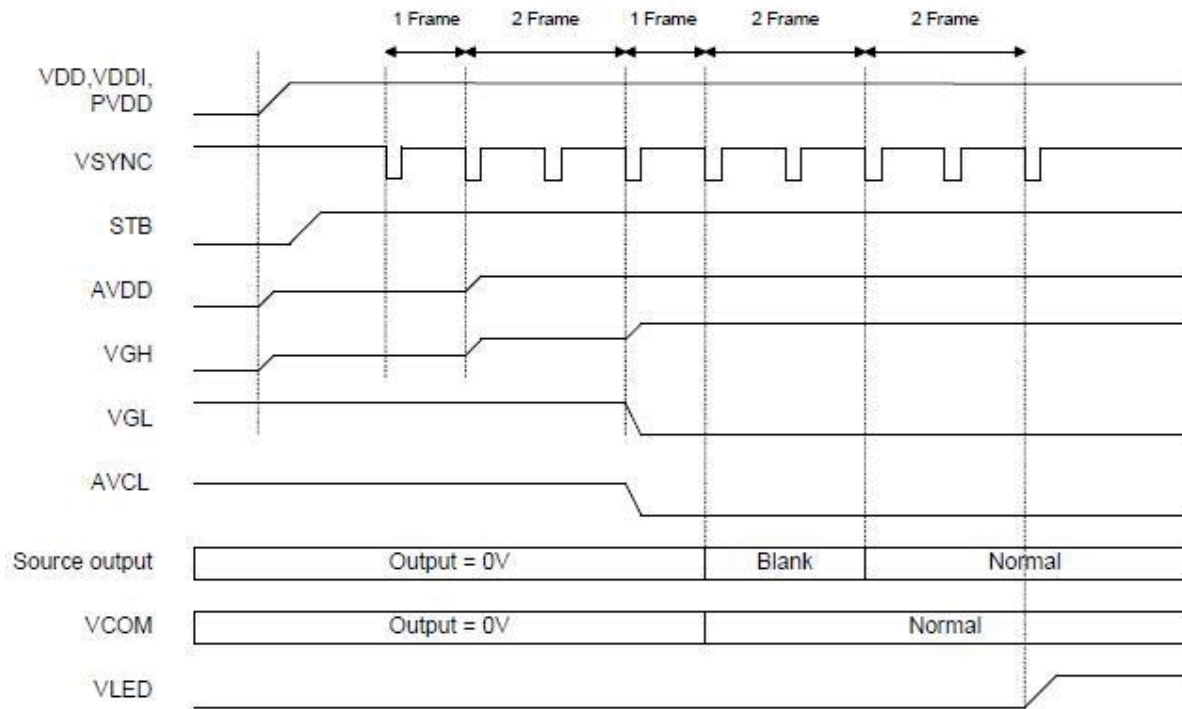 1 Frame 2 Frame 1 Frame 2 Frame 2 Frame
VDD,VDDI,
PVDD
VSYNC
STB
AVDD
VGH
VGL
AVCL
Source output Output = 0V Blank Normal
VCOM Output = 0V Normal
VLED